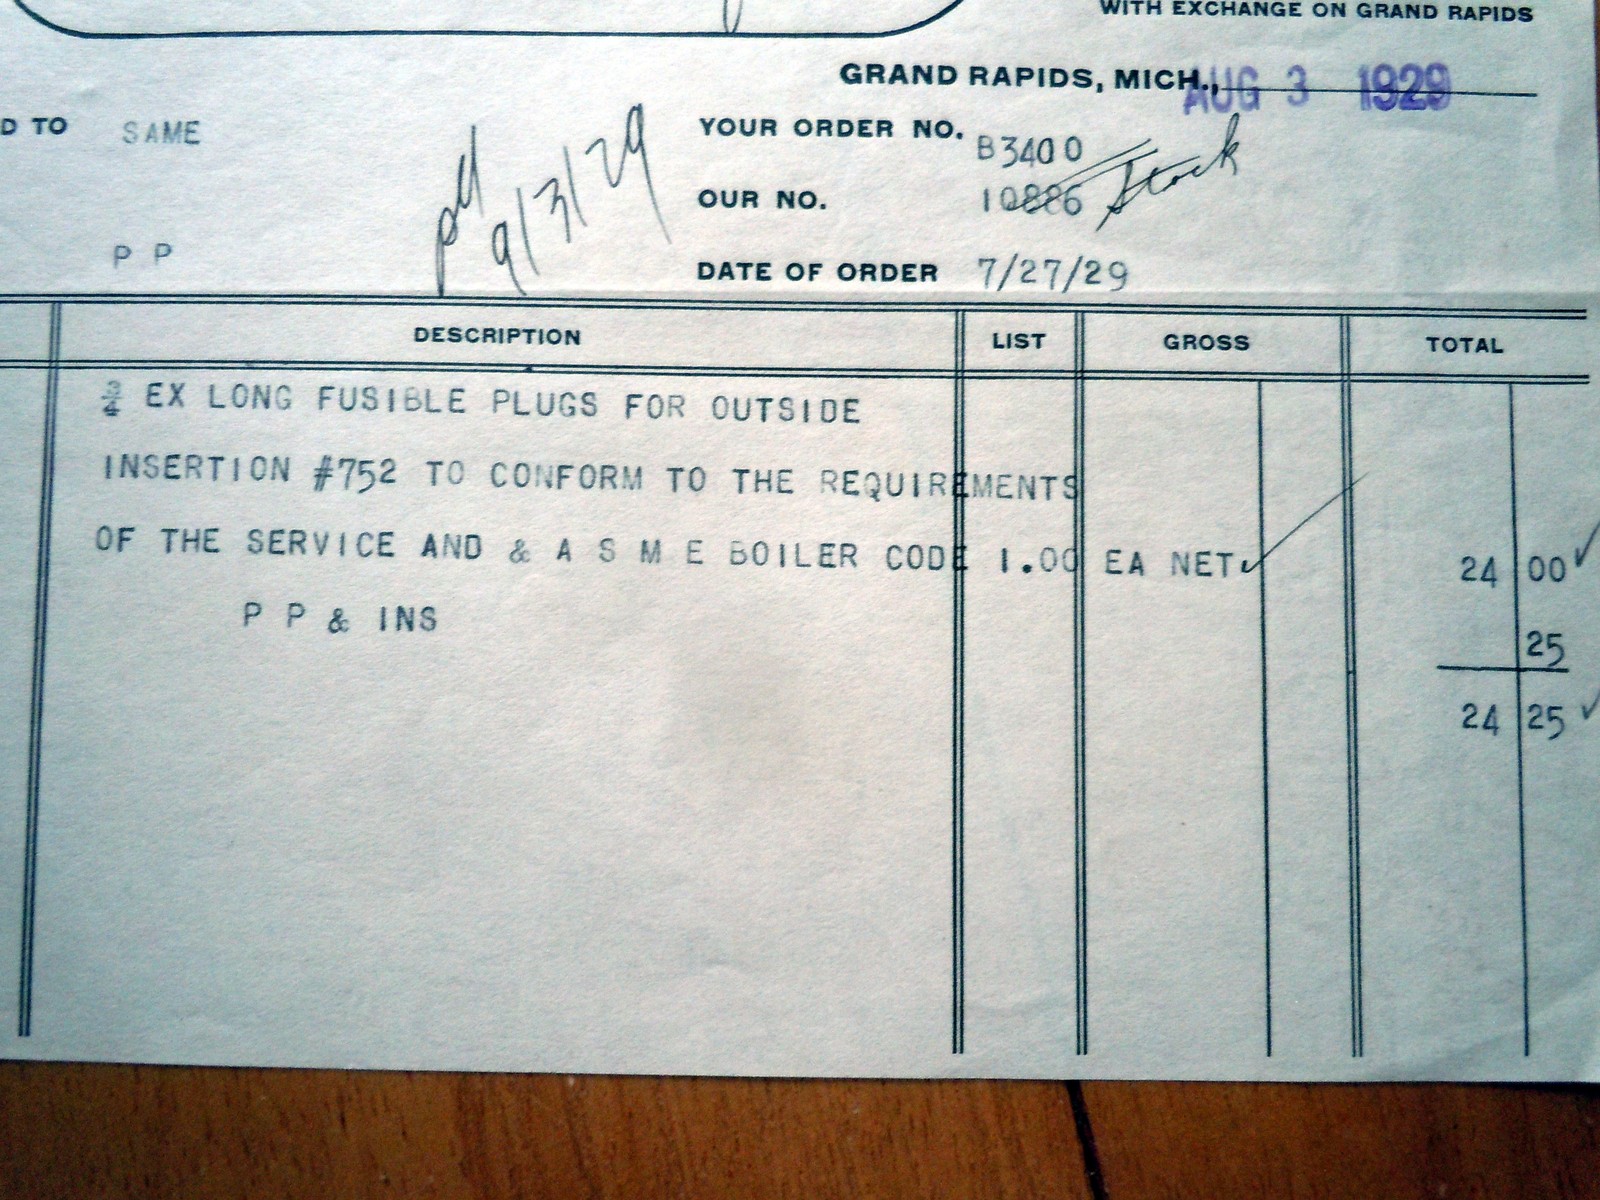 WITH EXCHANGE ON GRAND RAPIDS
GRAND RAPIDS, MICH., AUG 3 1929
D TO SAME
YOUR ORDER NO. B3400
OUR NO. 10886 Stock
pd 9/3/29
P P
DATE OF ORDER 7/27/29
DESCRIPTION LIST GROSS TOTAL
3/4 EX LONG FUSIBLE PLUGS FOR OUTSIDE
INSERTION #752 TO CONFORM TO THE REQUIREMENTS
OF THE SERVICE AND & A S M E BOILER CODE 1.00 EA NET 24 00
P P & INS 25
24 25